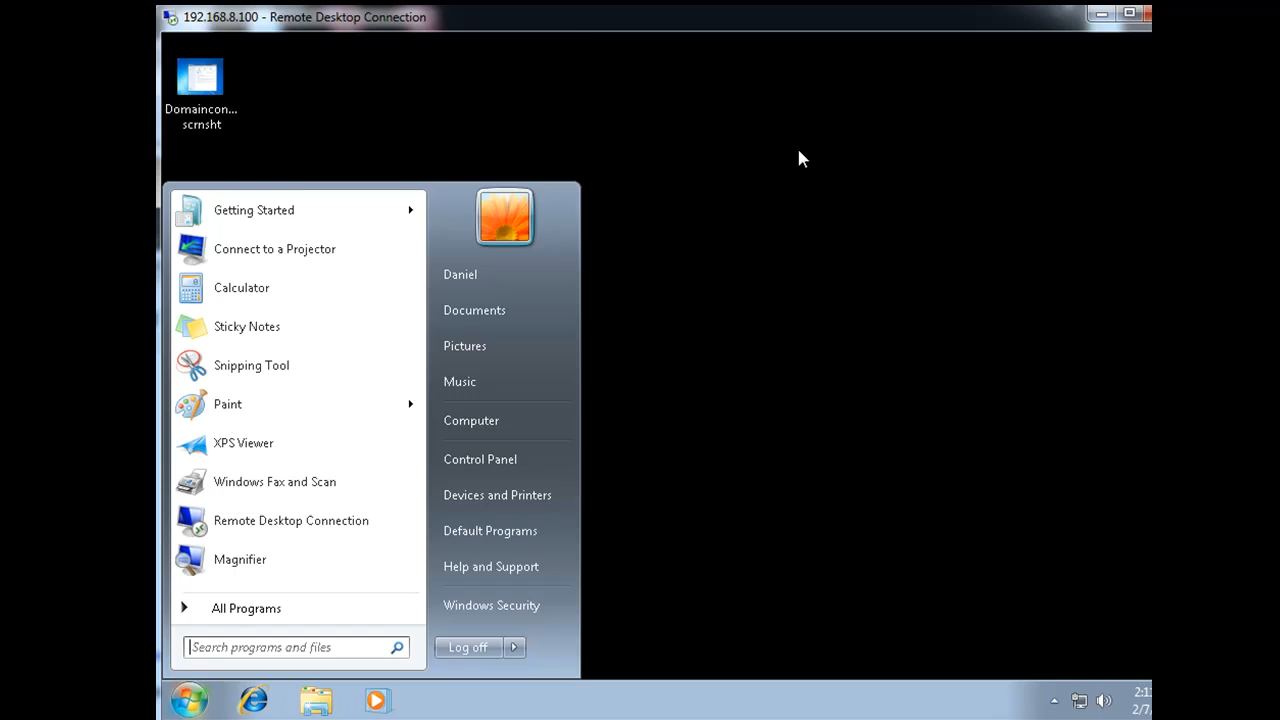 192.168.8.100 - Remote Desktop Connection
Domaincon...
scrnsht
Getting Started
Connect to a Projector
Calculator
Sticky Notes
Snipping Tool
Paint
XPS Viewer
Windows Fax and Scan
Remote Desktop Connection
Magnifier
All Programs
Search programs and files
Daniel
Documents
Pictures
Music
Computer
Control Panel
Devices and Printers
Default Programs
Help and Support
Windows Security
Log off